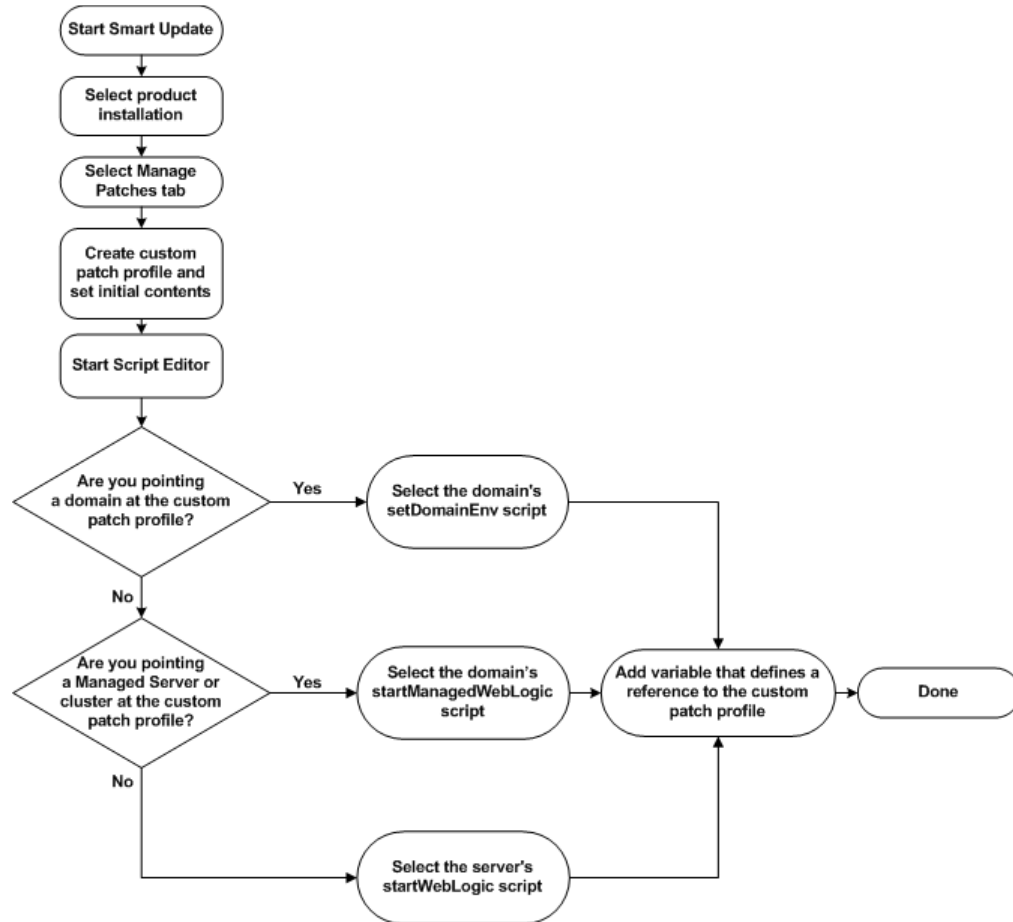 Start Smart Update
Select product
installation
Select Manage
Patches tab
Create custom
patch profile and
set initial contents
Start Script Editor
Are you pointing
a domain at the custom
patch profile?
Yes
Select the domain's
setDomainEnv script
No
Are you pointing
a Managed Server or
cluster at the custom
patch profile?
Yes
Select the domain’s
startManagedWebLogic
script
Add variable that defines a
reference to the custom
patch profile
Done
No
Select the server's
startWebLogic script